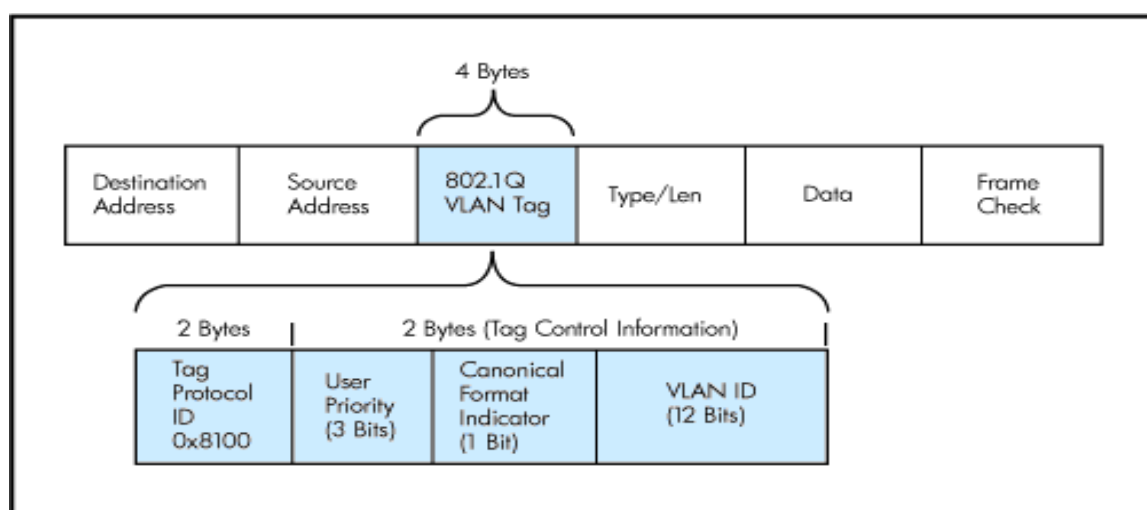 4 Bytes
Destination
Address
Source
Address
802.1Q
VLAN Tag
Type/Len
Data
Frame
Check
2 Bytes
2 Bytes (Tag Control Information)
Tag
Protocol
ID
0x8100
User
Priority
(3 Bits)
Canonical
Format
Indicator
(1 Bit)
VLAN ID
(12 Bits)